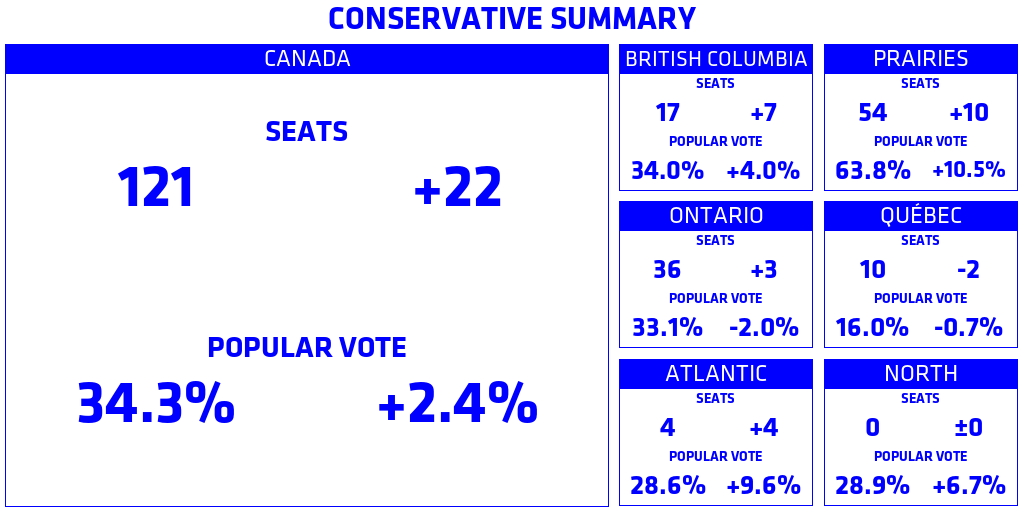 CONSERVATIVE SUMMARY
CANADA
SEATS
121 +22
POPULAR VOTE
34.3% +2.4%
BRITISH COLUMBIA
SEATS
17 +7
POPULAR VOTE
34.0% +4.0%
PRAIRIES
SEATS
54 +10
POPULAR VOTE
63.8% +10.5%
ONTARIO
SEATS
36 +3
POPULAR VOTE
33.1% -2.0%
QUÉBEC
SEATS
10 -2
POPULAR VOTE
16.0% -0.7%
ATLANTIC
SEATS
4 +4
POPULAR VOTE
28.6% +9.6%
NORTH
SEATS
0 ±0
POPULAR VOTE
28.9% +6.7%